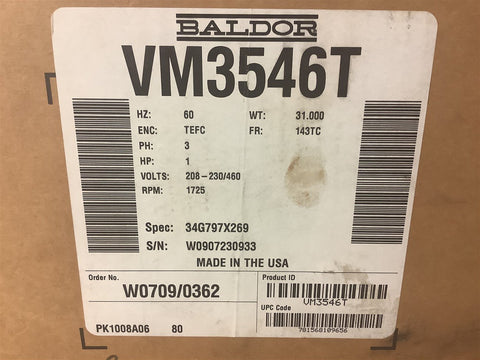 BALDOR
VM3546T
HZ: 60 WT: 31.000
ENC: TEFC FR: 143TC
PH: 3
HP: 1
VOLTS: 208-230/460
RPM: 1725
Spec: 34G797X269
S/N: W0907230933
MADE IN THE USA
Order No. W0709/0362
Product ID
VM3546T
UPC Code
781568109656
PK1008A06 80